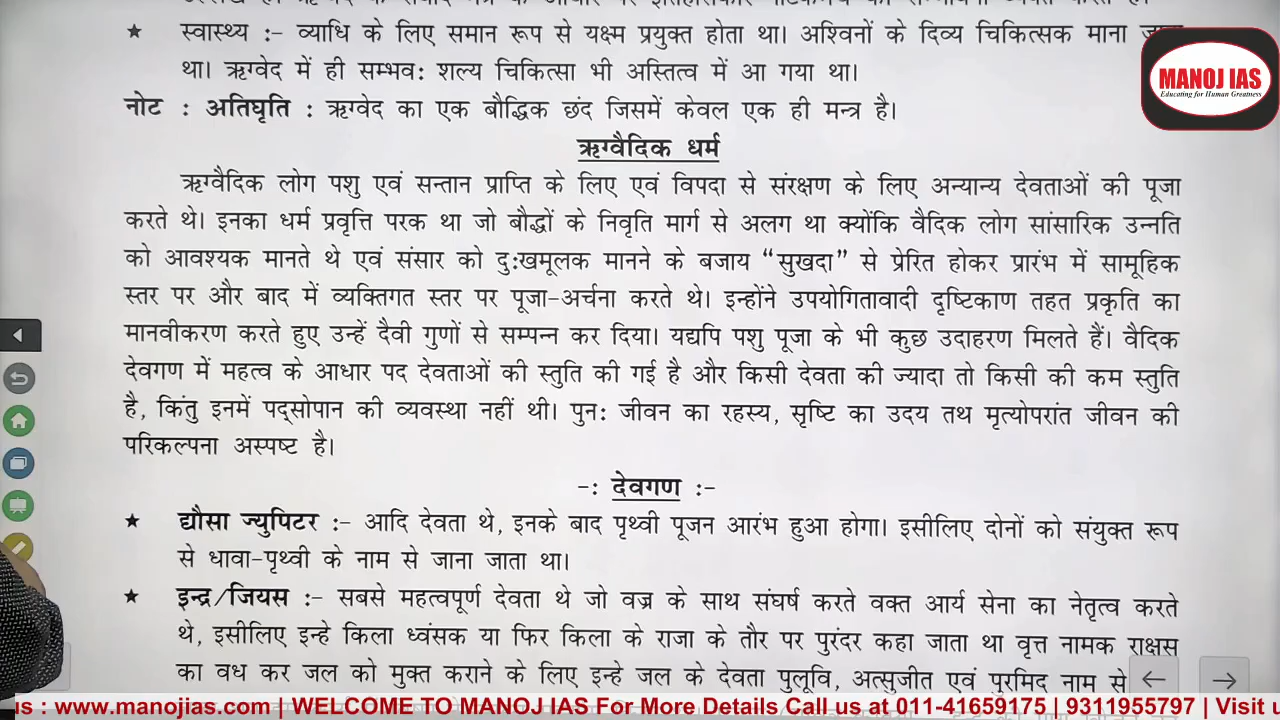 ★ स्वास्थ्य :- व्याधि के लिए समान रूप से यक्ष्म प्रयुक्त होता था। अश्विनों के दिव्य चिकित्सक माना
था। ऋग्वेद में ही सम्भवः शल्य चिकित्सा भी अस्तित्व में आ गया था।
MANOJ IAS
Educating for Human Greatness
नोट : अतिघृति : ऋग्वेद का एक बौद्धिक छंद जिसमें केवल एक ही मन्त्र है।
ऋग्वैदिक धर्म
ऋग्वैदिक लोग पशु एवं सन्तान प्राप्ति के लिए एवं विपदा से संरक्षण के लिए अन्यान्य देवताओं की पूजा
करते थे। इनका धर्म प्रवृत्ति परक था जो बौद्धों के निवृति मार्ग से अलग था क्योंकि वैदिक लोग सांसारिक उन्नति
को आवश्यक मानते थे एवं संसार को दुःखमूलक मानने के बजाय “सुखदा” से प्रेरित होकर प्रारंभ में सामूहिक
स्तर पर और बाद में व्यक्तिगत स्तर पर पूजा-अर्चना करते थे। इन्होंने उपयोगितावादी दृष्टिकाण तहत प्रकृति का
मानवीकरण करते हुए उन्हें दैवी गुणों से सम्पन्न कर दिया। यद्यपि पशु पूजा के भी कुछ उदाहरण मिलते हैं। वैदिक
देवगण में महत्व के आधार पद देवताओं की स्तुति की गई है और किसी देवता की ज्यादा तो किसी की कम स्तुति
है, किंतु इनमें पद्सोपान की व्यवस्था नहीं थी। पुनः जीवन का रहस्य, सृष्टि का उदय तथ मृत्योपरांत जीवन की
परिकल्पना अस्पष्ट है।
-: देवगण :-
★ द्यौसा ज्युपिटर :- आदि देवता थे, इनके बाद पृथ्वी पूजन आरंभ हुआ होगा। इसीलिए दोनों को संयुक्त रूप
से धावा-पृथ्वी के नाम से जाना जाता था।
★ इन्द्र/जियस :- सबसे महत्वपूर्ण देवता थे जो वज्र के साथ संघर्ष करते वक्त आर्य सेना का नेतृत्व करते
थे, इसीलिए इन्हे किला ध्वंसक या फिर किला के राजा के तौर पर पुरंदर कहा जाता था वृत्त नामक राक्षस
का वध कर जल को मुक्त कराने के लिए इन्हे जल के देवता पुलूवि, अत्सुजीत एवं पुरमिद नाम से
: www.manojias.com | WELCOME TO MANOJ IAS For More Details Call us at 011-41659175 | 9311955797 | Visit